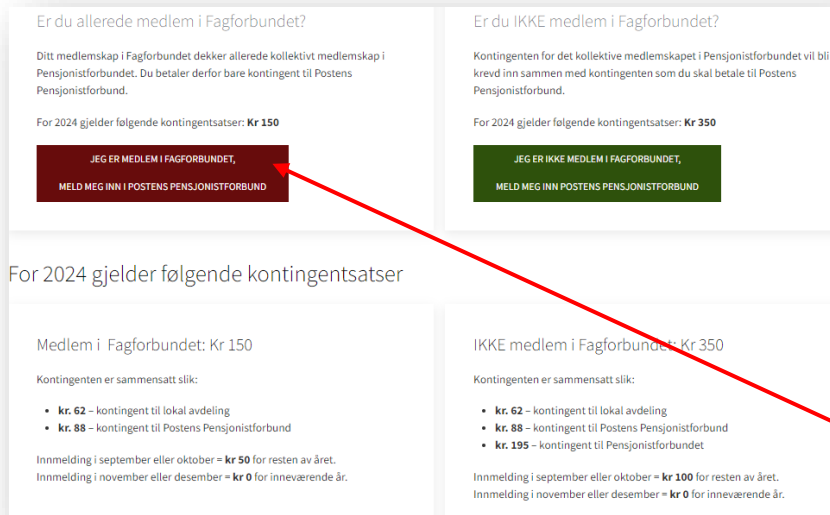 Er du allerede medlem i Fagforbundet?
Ditt medlemskap i Fagforbundet dekker allerede kollektivt medlemskap i
Pensjonistforbundet. Du betaler derfor bare kontingent til Postens
Pensjonistforbund.
For 2024 gjelder følgende kontingentsatser: Kr 150
JEG ER MEDLEM I FAGFORBUNDET,
MELD MEG INN I POSTENS PENSJONISTFORBUND
Er du IKKE medlem i Fagforbundet?
Kontingenten for det kollektive medlemskapet i Pensjonistforbundet vil bli
krevd inn sammen med kontingenten som du skal betale til Postens
Pensjonistforbund.
For 2024 gjelder følgende kontingentsatser: Kr 350
JEG ER IKKE MEDLEM I FAGFORBUNDET,
MELD MEG INN POSTENS PENSJONISTFORBUND
For 2024 gjelder følgende kontingentsatser
Medlem i Fagforbundet: Kr 150
Kontingenten er sammensatt slik:
• kr. 62 – kontingent til lokal avdeling
• kr. 88 – kontingent til Postens Pensjonistforbund
Innmelding i september eller oktober = kr 50 for resten av året.
Innmelding i november eller desember = kr 0 for inneværende år.
IKKE medlem i Fagforbundet: Kr 350
Kontingenten er sammensatt slik:
• kr. 62 – kontingent til lokal avdeling
• kr. 88 – kontingent til Postens Pensjonistforbund
• kr. 195 – kontingent til Pensjonistforbundet
Innmelding i september eller oktober = kr 100 for resten av året.
Innmelding i november eller desember = kr 0 for inneværende år.